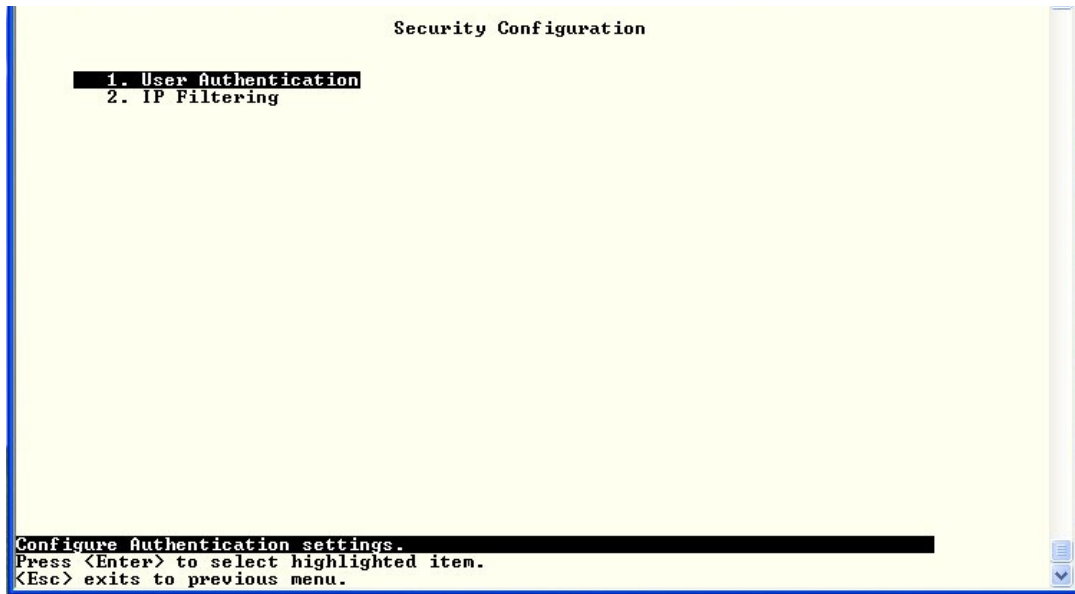 Security Configuration
1. User Authentication
2. IP Filtering
Configure Authentication settings.
Press <Enter> to select highlighted item.
<Esc> exits to previous menu.